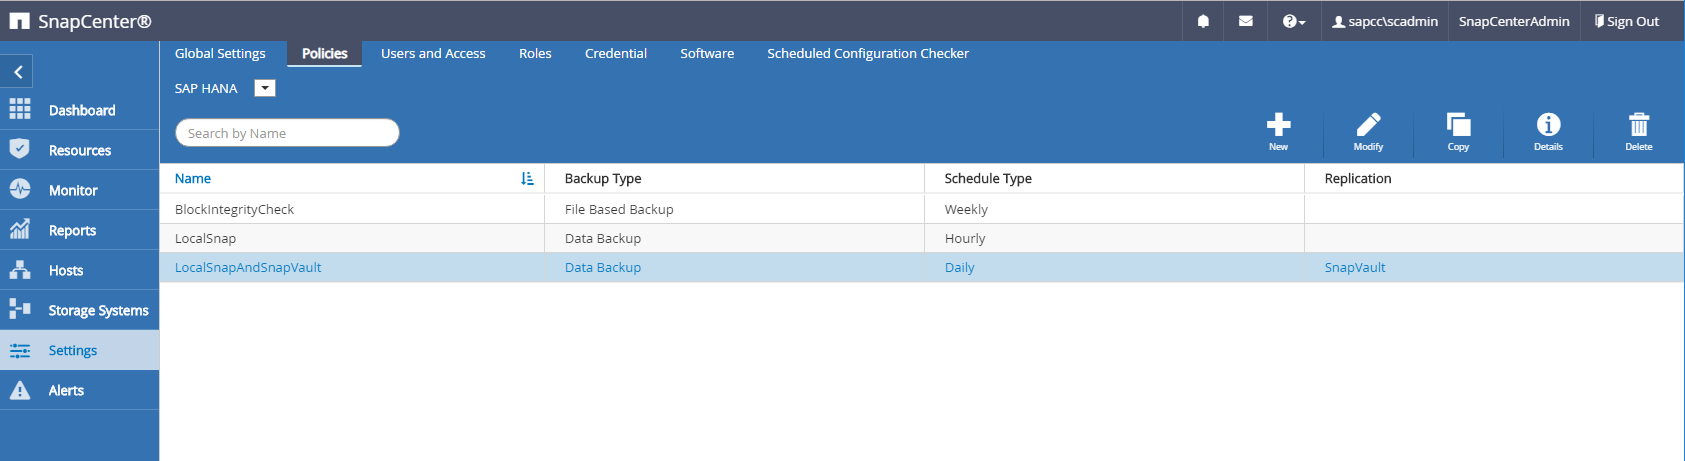 SnapCenter® sapcc\scadmin SnapCenterAdmin Sign Out
Global Settings Policies Users and Access Roles Credential Software Scheduled Configuration Checker
SAP HANA
Dashboard
Resources
Monitor
Reports
Hosts
Storage Systems
Settings
Alerts
Search by Name
New Modify Copy Details Delete
Name Backup Type Schedule Type Replication
BlockIntegrityCheck File Based Backup Weekly
LocalSnap Data Backup Hourly
LocalSnapAndSnapVault Data Backup Daily SnapVault